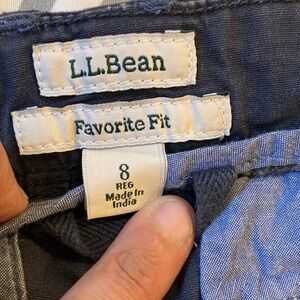 L.L.Bean
Favorite Fit
8
REG
Made in
India